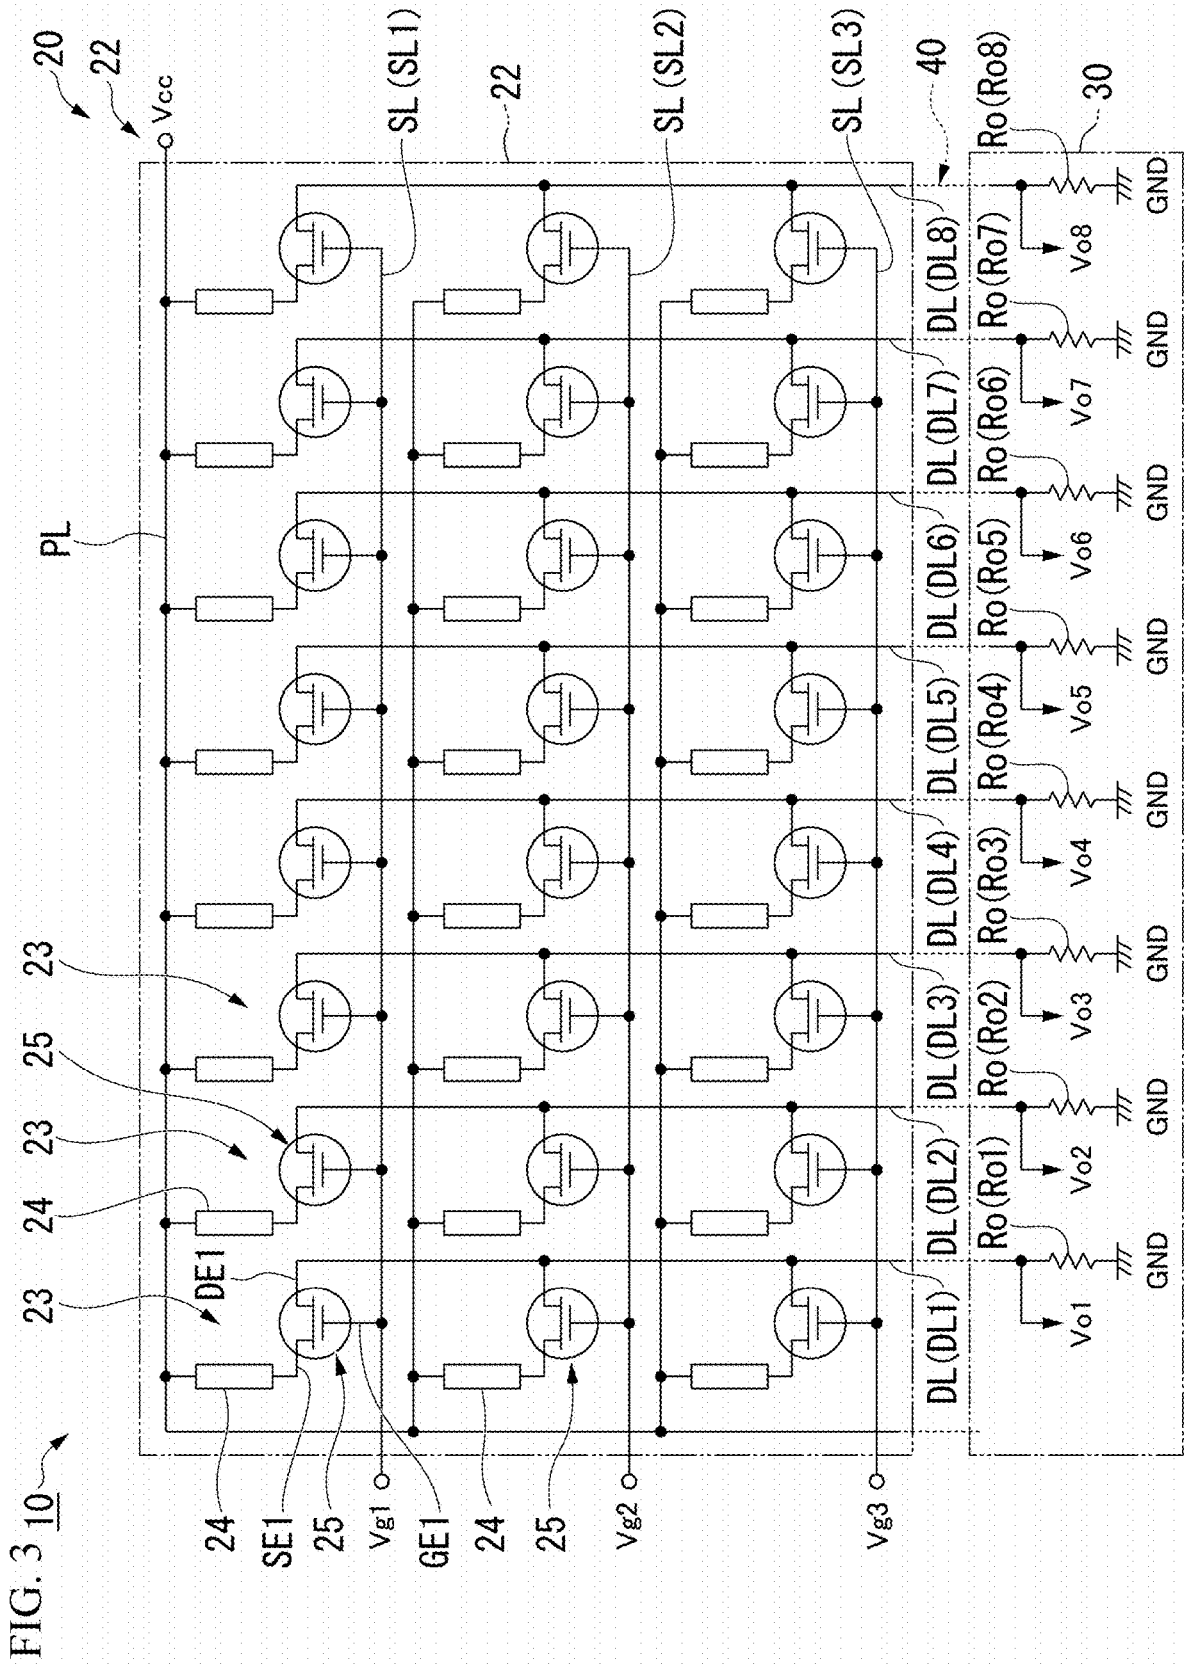 FIG. 3
10
20
22
Vcc
PL
23
25
23
24
DE1
23
24
SE1
25
Vg1
GE1
24
25
Vg2
Vg3
SL(SL1)
22
SL(SL2)
SL(SL3)
40
30
DL(DL1)
DL(DL2)
DL(DL3)
DL(DL4)
DL(DL5)
DL(DL6)
DL(DL7)
DL(DL8)
Ro(Ro1)
Ro(Ro2)
Ro(Ro3)
Ro(Ro4)
Ro(Ro5)
Ro(Ro6)
Ro(Ro7)
Ro(Ro8)
Vo1
Vo2
Vo3
Vo4
Vo5
Vo6
Vo7
Vo8
GND
GND
GND
GND
GND
GND
GND
GND